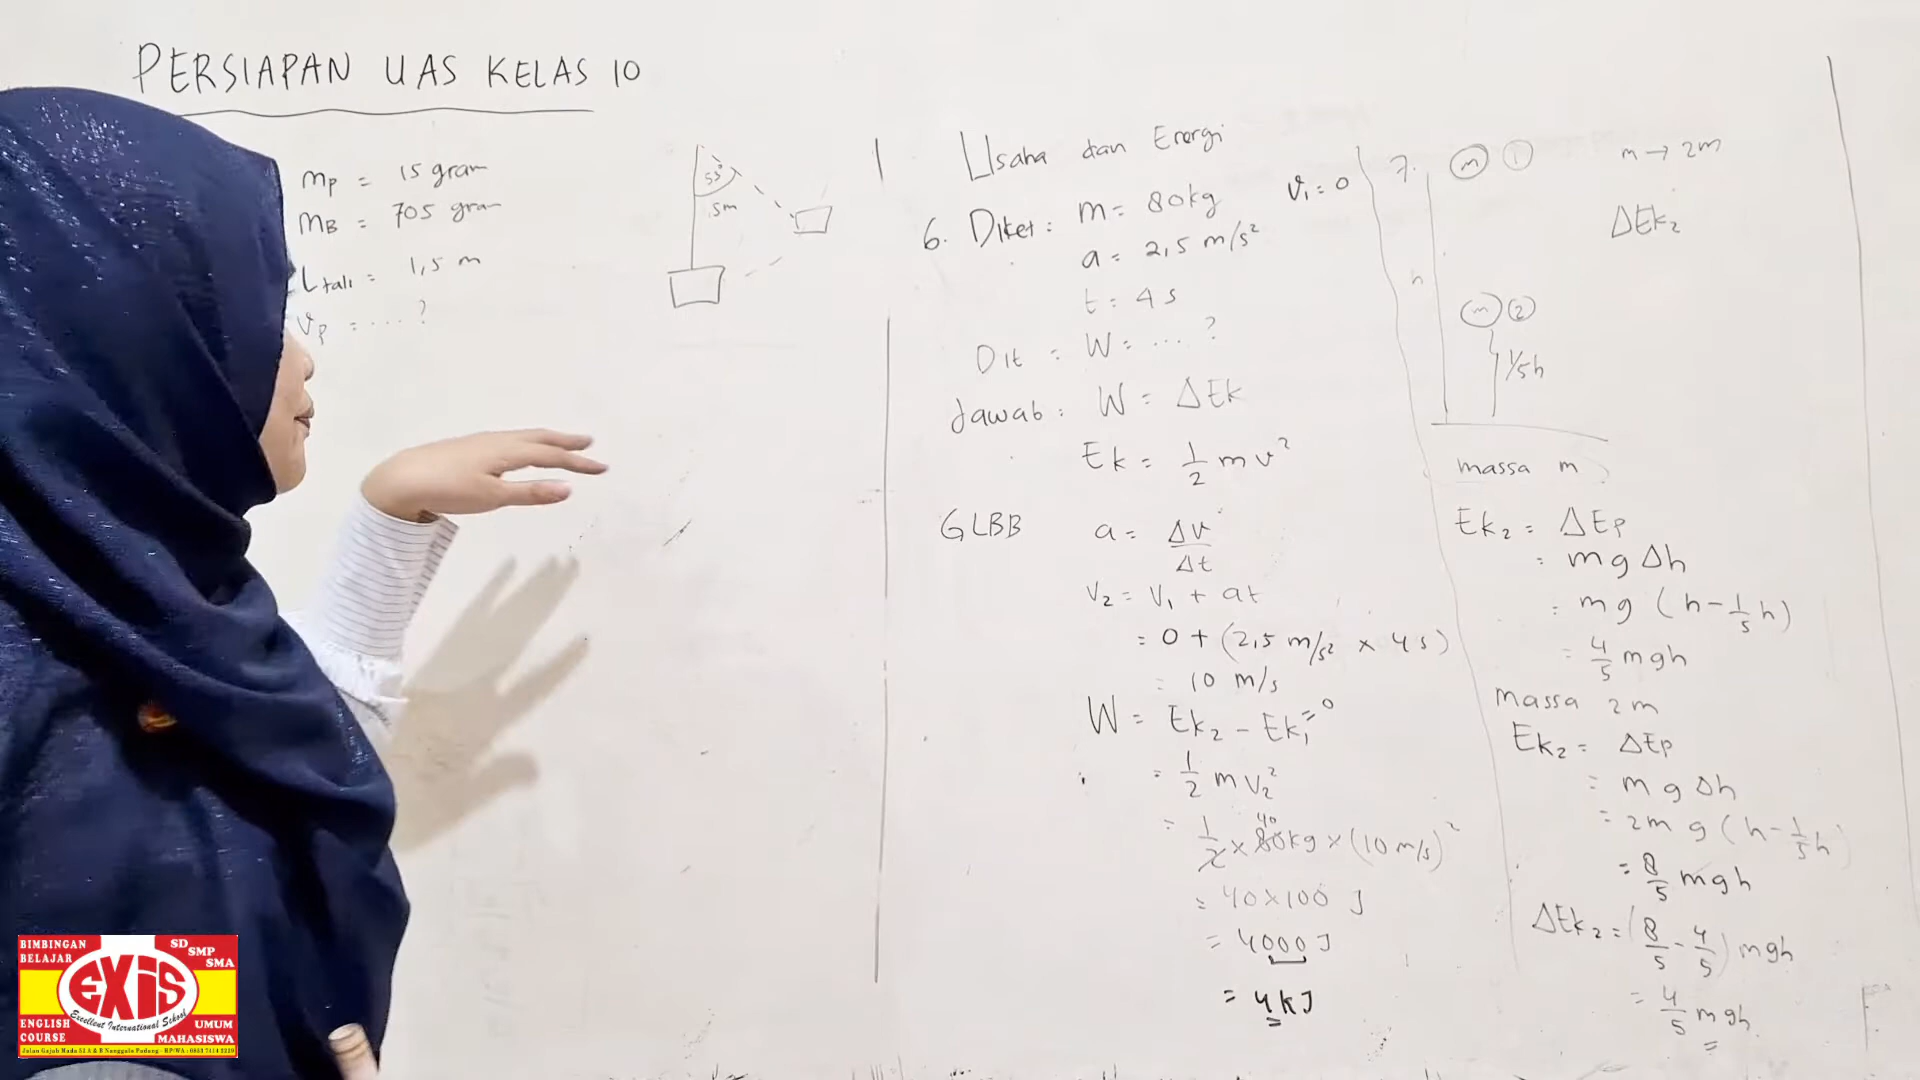 PERSIAPAN UAS KELAS 10
mp = 15 gram
mB = 705 gram
Ltali = 1,5 m
vp = .... ?
53°
.5m
Usaha dan Energi
6. Diket : m = 80kg
v₁ = 0
a = 2,5 m/s²
t = 4 s
Dit : W = .... ?
Jawab : W = ΔEk
Ek = 1/2 m v²
GLBB a = Δv/Δt
v₂ = v₁ + at
= 0 + (2,5 m/s² × 4 s)
= 10 m/s
W = Ek₂ - Ek₁ = 0
= 1/2 m v₂²
= 1/2 × 80kg × (10 m/s)²
40
= 40×100 J
= 4000 J
= 4kJ
7. m 1 m → 2m
ΔEk₂
h
m 2
1/5h
massa m
Ek₂ = ΔEp
= mgΔh
= mg (h - 1/5 h)
= 4/5 mgh
massa 2m
Ek₂ = ΔEp
= mgΔh
= 2m g (h - 1/5 h)
= 8/5 mgh
ΔEk₂ = (8/5 - 4/5) mgh
= 4/5 mgh
BIMBINGAN BELAJAR
SD SMP SMA
EXIS
Excellent International School
ENGLISH COURSE
UMUM MAHASISWA